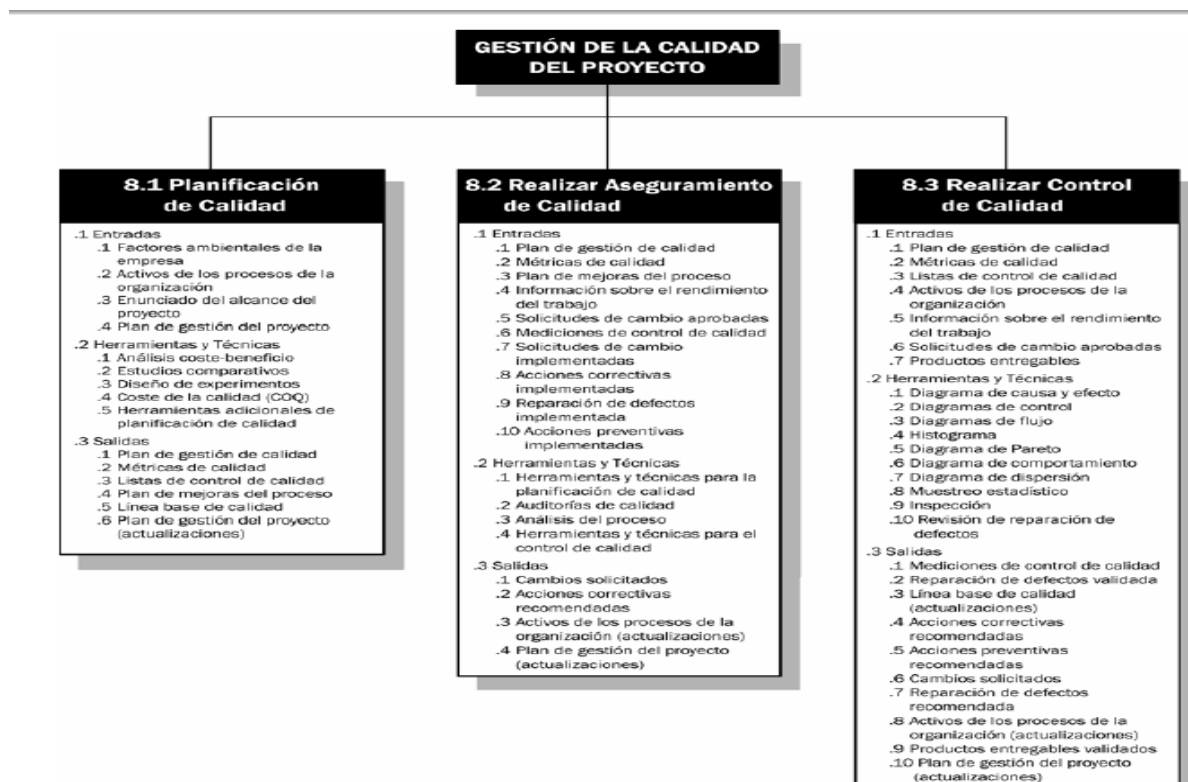 GESTIÓN DE LA CALIDAD
DEL PROYECTO
8.1 Planificación
de Calidad
.1 Entradas
.1 Factores ambientales de la
empresa
.2 Activos de los procesos de la
organización
.3 Enunciado del alcance del
proyecto
.4 Plan de gestión del proyecto
.2 Herramientas y Técnicas
.1 Análisis coste-beneficio
.2 Estudios comparativos
.3 Diseño de experimentos
.4 Coste de la calidad (COQ)
.5 Herramientas adicionales de
planificación de calidad
.3 Salidas
.1 Plan de gestión de calidad
.2 Métricas de calidad
.3 Listas de control de calidad
.4 Plan de mejoras del proceso
.5 Línea base de calidad
.6 Plan de gestión del proyecto
(actualizaciones)
8.2 Realizar Aseguramiento
de Calidad
.1 Entradas
.1 Plan de gestión de calidad
.2 Métricas de calidad
.3 Plan de mejoras del proceso
.4 Información sobre el rendimiento
del trabajo
.5 Solicitudes de cambio aprobadas
.6 Mediciones de control de calidad
.7 Solicitudes de cambio
implementadas
.8 Acciones correctivas
implementadas
.9 Reparación de defectos
implementada
.10 Acciones preventivas
implementadas
.2 Herramientas y Técnicas
.1 Herramientas y técnicas para la
planificación de calidad
.2 Auditorías de calidad
.3 Análisis del proceso
.4 Herramientas y técnicas para el
control de calidad
.3 Salidas
.1 Cambios solicitados
.2 Acciones correctivas
recomendadas
.3 Activos de los procesos de la
organización (actualizaciones)
.4 Plan de gestión del proyecto
(actualizaciones)
8.3 Realizar Control
de Calidad
.1 Entradas
.1 Plan de gestión de calidad
.2 Métricas de calidad
.3 Listas de control de calidad
.4 Activos de los procesos de la
organización
.5 Información sobre el rendimiento
del trabajo
.6 Solicitudes de cambio aprobadas
.7 Productos entregables
.2 Herramientas y Técnicas
.1 Diagrama de causa y efecto
.2 Diagramas de control
.3 Diagramas de flujo
.4 Histograma
.5 Diagrama de Pareto
.6 Diagrama de comportamiento
.7 Diagrama de dispersión
.8 Muestreo estadístico
.9 Inspección
.10 Revisión de reparación de
defectos
.3 Salidas
.1 Mediciones de control de calidad
.2 Reparación de defectos validada
.3 Línea base de calidad
(actualizaciones)
.4 Acciones correctivas
recomendadas
.5 Acciones preventivas
recomendadas
.6 Cambios solicitados
.7 Reparación de defectos
recomendada
.8 Activos de los procesos de la
organización (actualizaciones)
.9 Productos entregables validados
.10 Plan de gestión del proyecto
(actualizaciones)